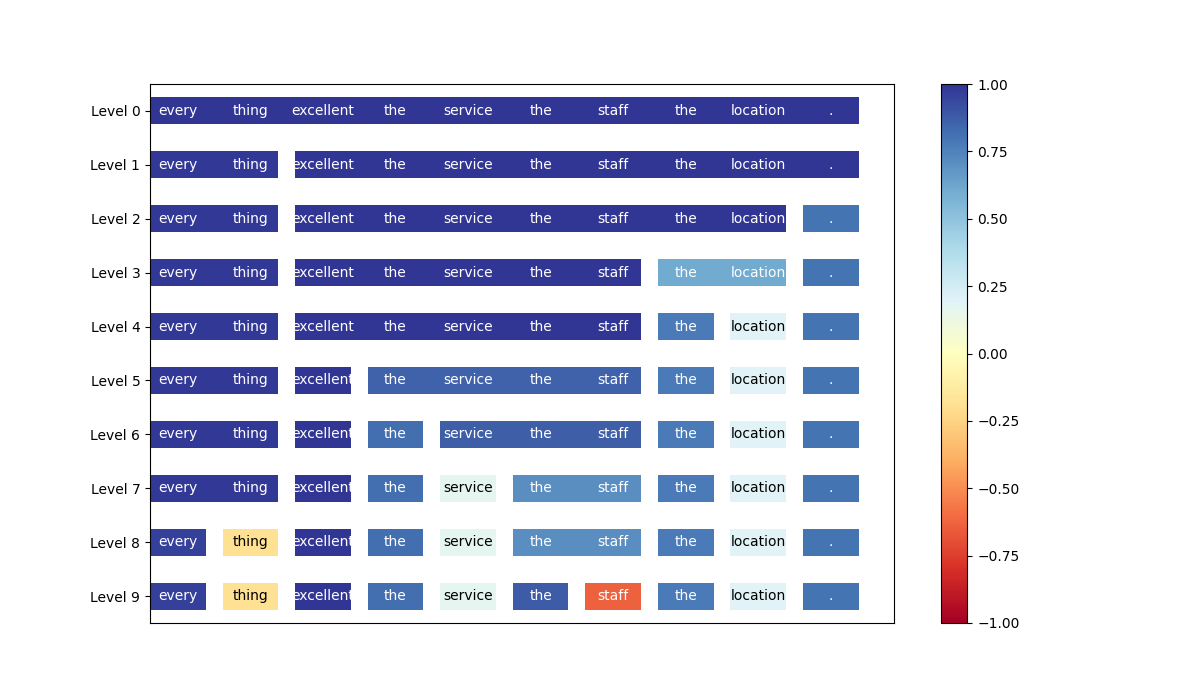 Level 0 every thing excellent the service the staff the location .
Level 1 every thing excellent the service the staff the location .
Level 2 every thing excellent the service the staff the location .
Level 3 every thing excellent the service the staff the location .
Level 4 every thing excellent the service the staff the location .
Level 5 every thing excellent the service the staff the location .
Level 6 every thing excellent the service the staff the location .
Level 7 every thing excellent the service the staff the location .
Level 8 every thing excellent the service the staff the location .
Level 9 every thing excellent the service the staff the location .
1.00
0.75
0.50
0.25
0.00
−0.25
−0.50
−0.75
−1.00